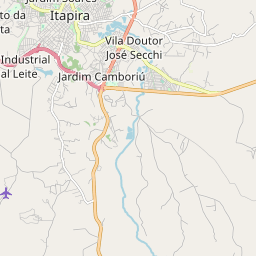 Jardim Soares
Itapira
to da
ta
Vila Doutor
José Secchi
Industrial
al Leite
Jardim Camboriú